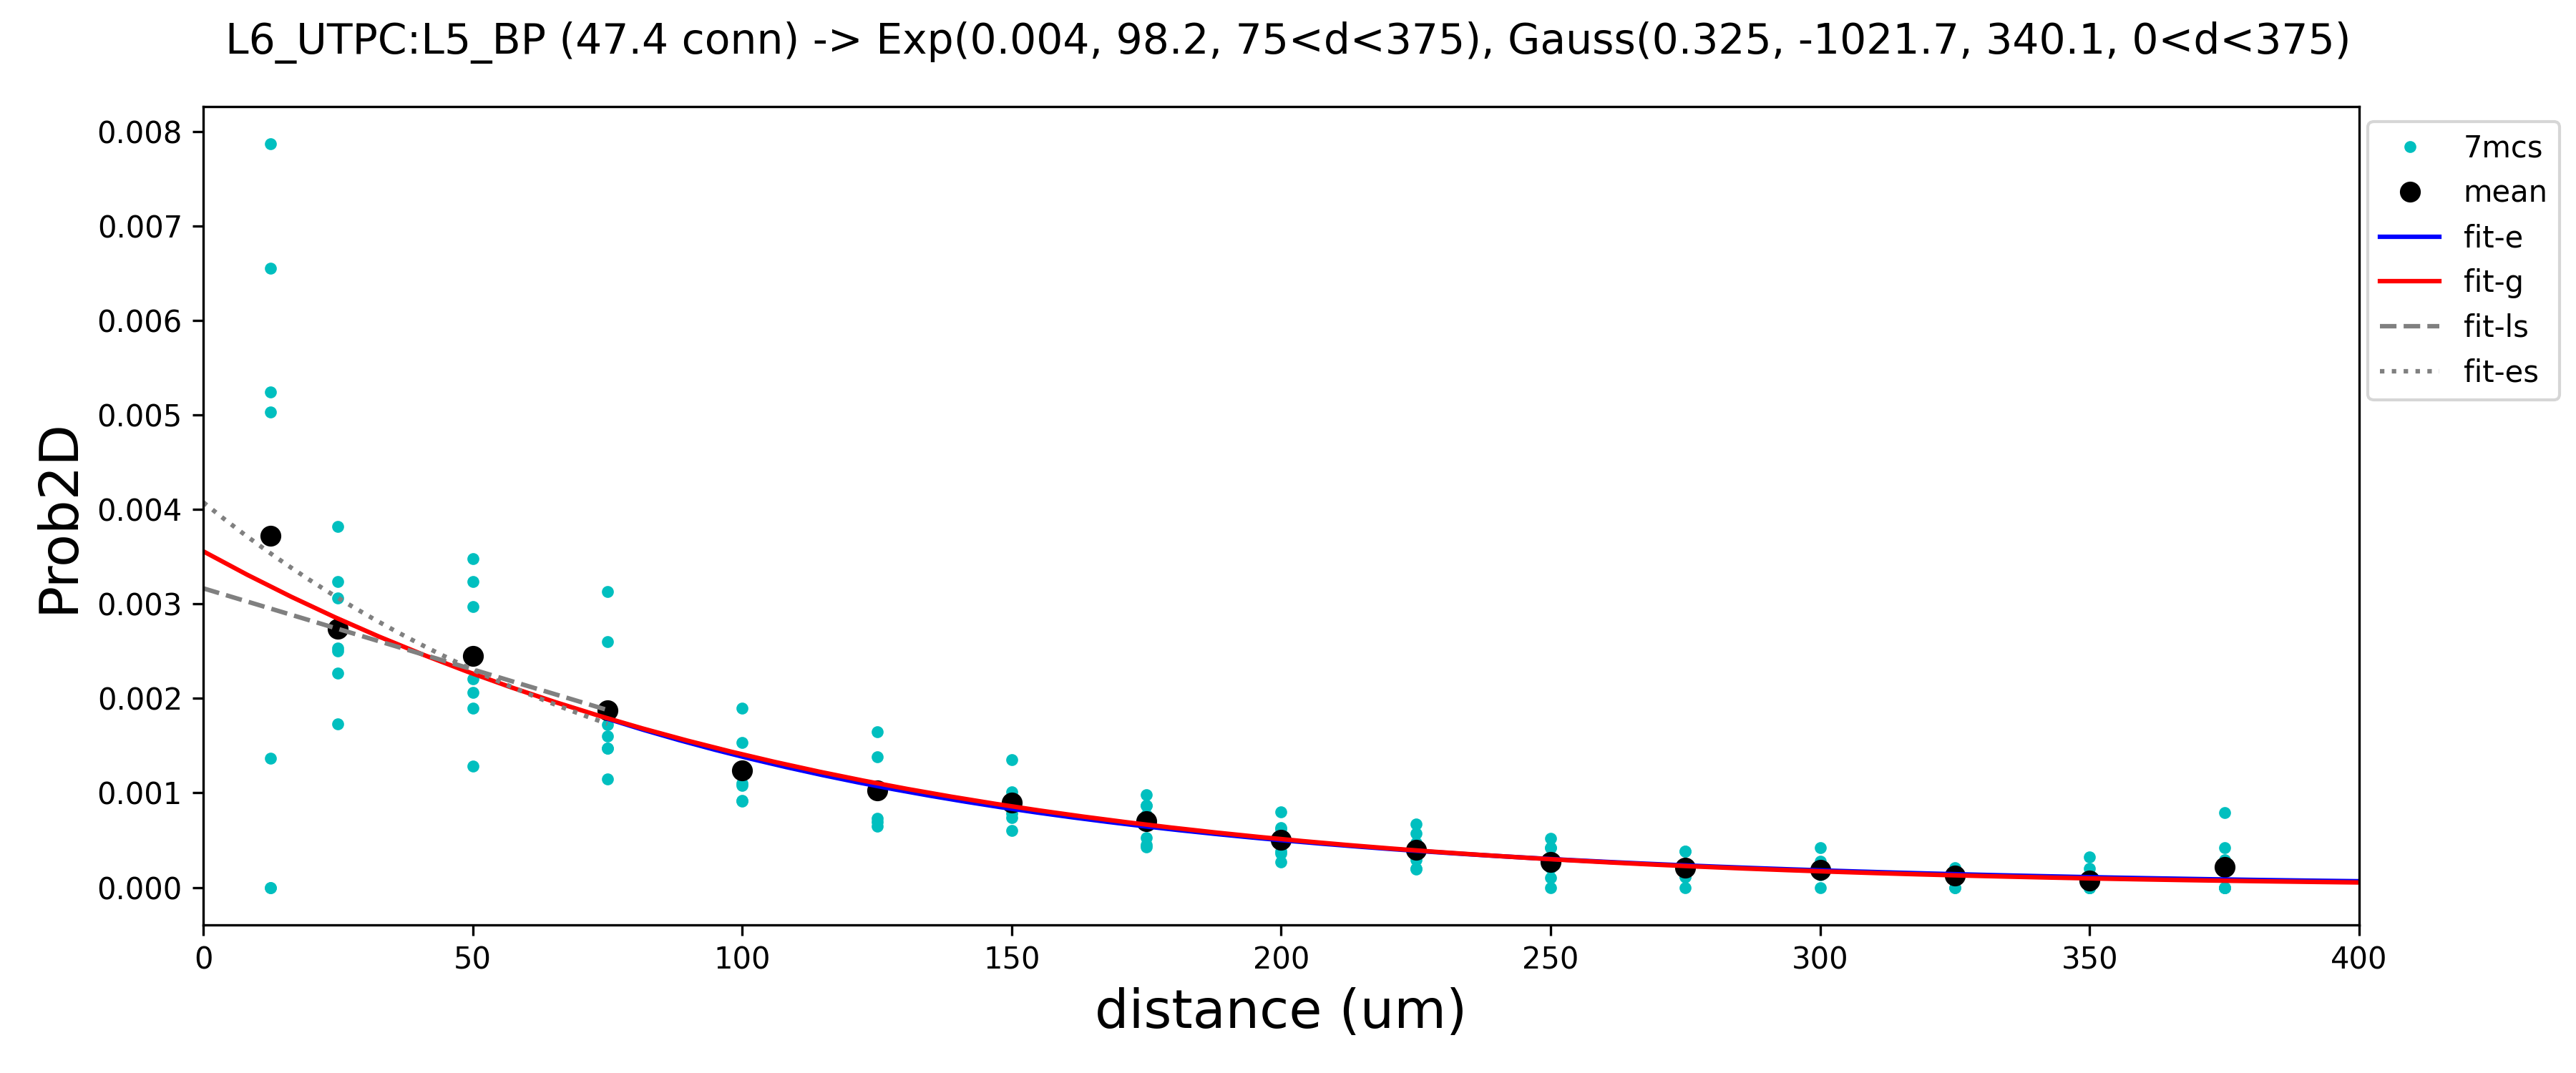 L6_UTPC:L5_BP (47.4 conn) -> Exp(0.004, 98.2, 75<d<375), Gauss(0.325, -1021.7, 340.1, 0<d<375)
0.008
0.007
0.006
0.005
0.004
0.003
0.002
0.001
0.000
Prob2D
0 50 100 150 200 250 300 350 400
distance (um)
7mcs
mean
fit-e
fit-g
fit-ls
fit-es